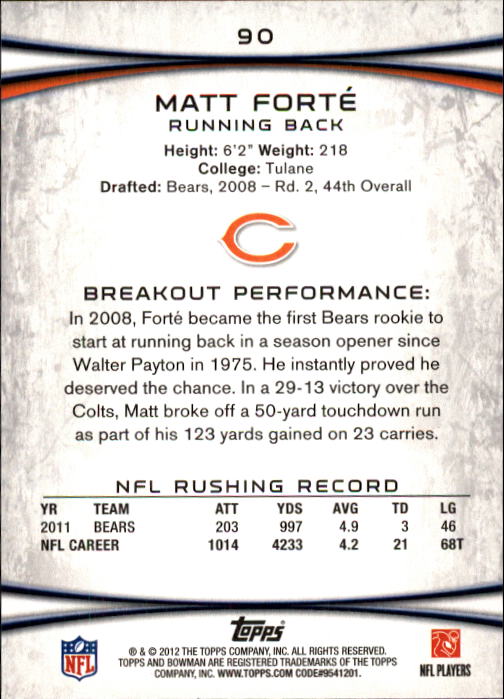 90
MATT FORTÉ
RUNNING BACK
Height: 6'2" Weight: 218
College: Tulane
Drafted: Bears, 2008 – Rd. 2, 44th Overall
C
BREAKOUT PERFORMANCE:
In 2008, Forté became the first Bears rookie to
start at running back in a season opener since
Walter Payton in 1975. He instantly proved he
deserved the chance. In a 29-13 victory over the
Colts, Matt broke off a 50-yard touchdown run
as part of his 123 yards gained on 23 carries.
NFL RUSHING RECORD
YR TEAM ATT YDS AVG TD LG
2011 BEARS 203 997 4.9 3 46
NFL CAREER 1014 4233 4.2 21 68T
Topps
® & © 2012 THE TOPPS COMPANY, INC. ALL RIGHTS RESERVED.
TOPPS AND BOWMAN ARE REGISTERED TRADEMARKS OF THE TOPPS
COMPANY, INC. WWW.TOPPS.COM CODE#9541201.
NFL
NFL PLAYERS